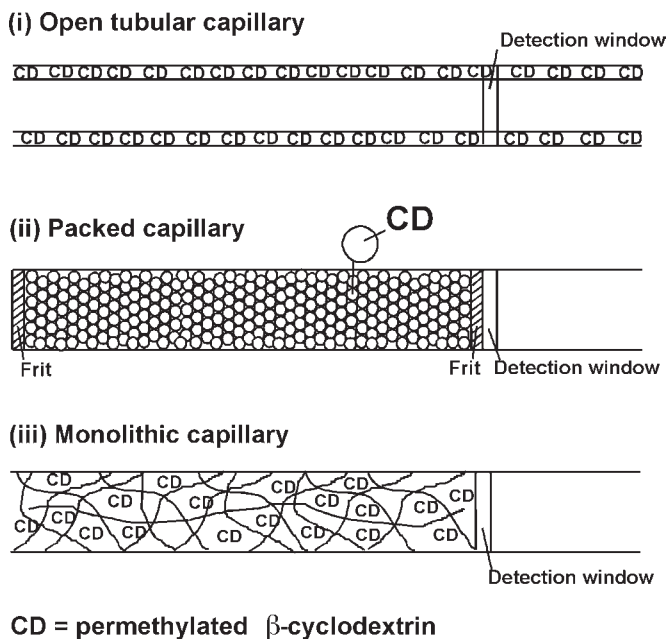 (i) Open tubular capillary
Detection window
CD CD CD CD CD CD CD CD CD CD CD CD CD CD CD CD CD CD CD
CD CD CD CD CD CD CD CD CD CD CD CD CD CD CD CD CD CD
(ii) Packed capillary
CD
Frit
Frit
Detection window
(iii) Monolithic capillary
CD CD CD CD
CD CD CD CD CD CD
CD CD CD CD
CD CD CD CD CD
Detection window
CD = permethylated β-cyclodextrin